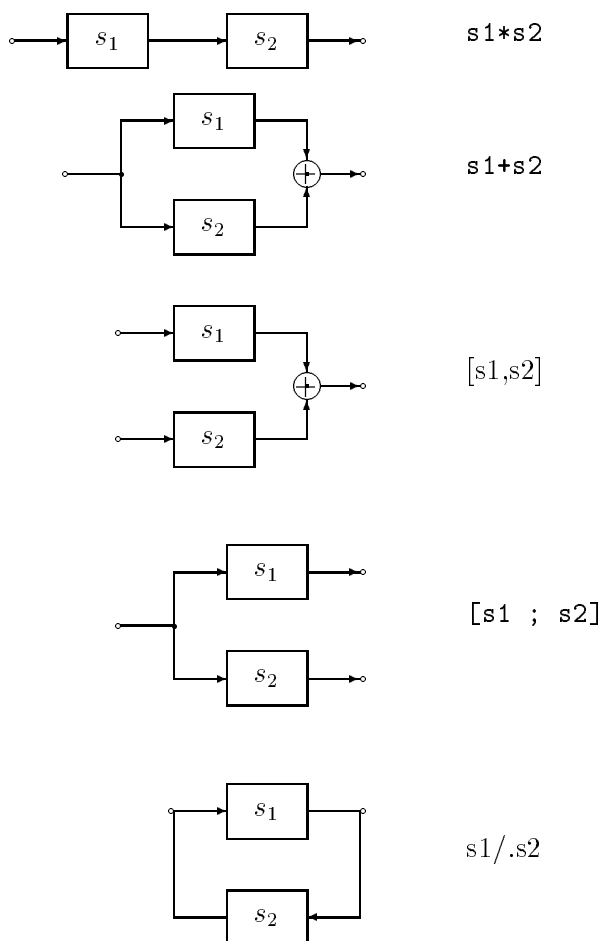 s₁ s₂ s1*s2
s₁
s1+s2
s₂
s₁
[s1,s2]
s₂
s₁
[s1 ; s2]
s₂
s₁
s1/.s2
s₂